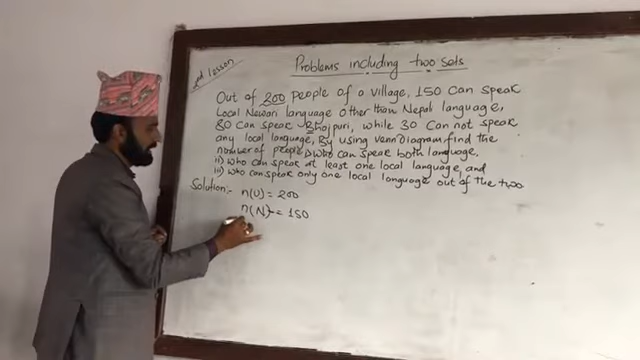 2nd lesson
Problems including two sets
Out of 200 people of a village, 150 can speak
Local Newari language other than Nepali language,
80 can speak Bhojpuri, while 30 can not speak
any local language, By using venn diagram find the
number of people, i) who can speak both language,
ii) who can speak at least one local language, and
iii) who can speak only one local language out of the two
Solution:-
n(U) = 200
n(N) = 150